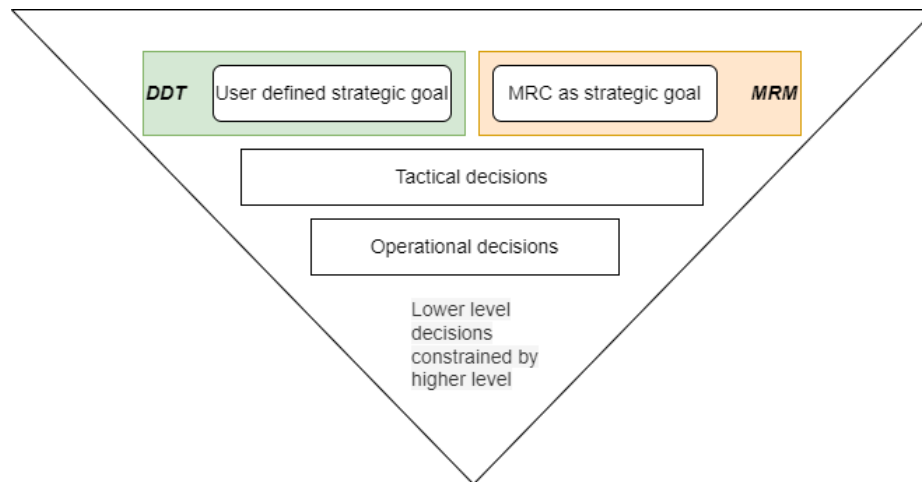 DDT User defined strategic goal MRC as strategic goal MRM
Tactical decisions
Operational decisions
Lower level
decisions
constrained by
higher level